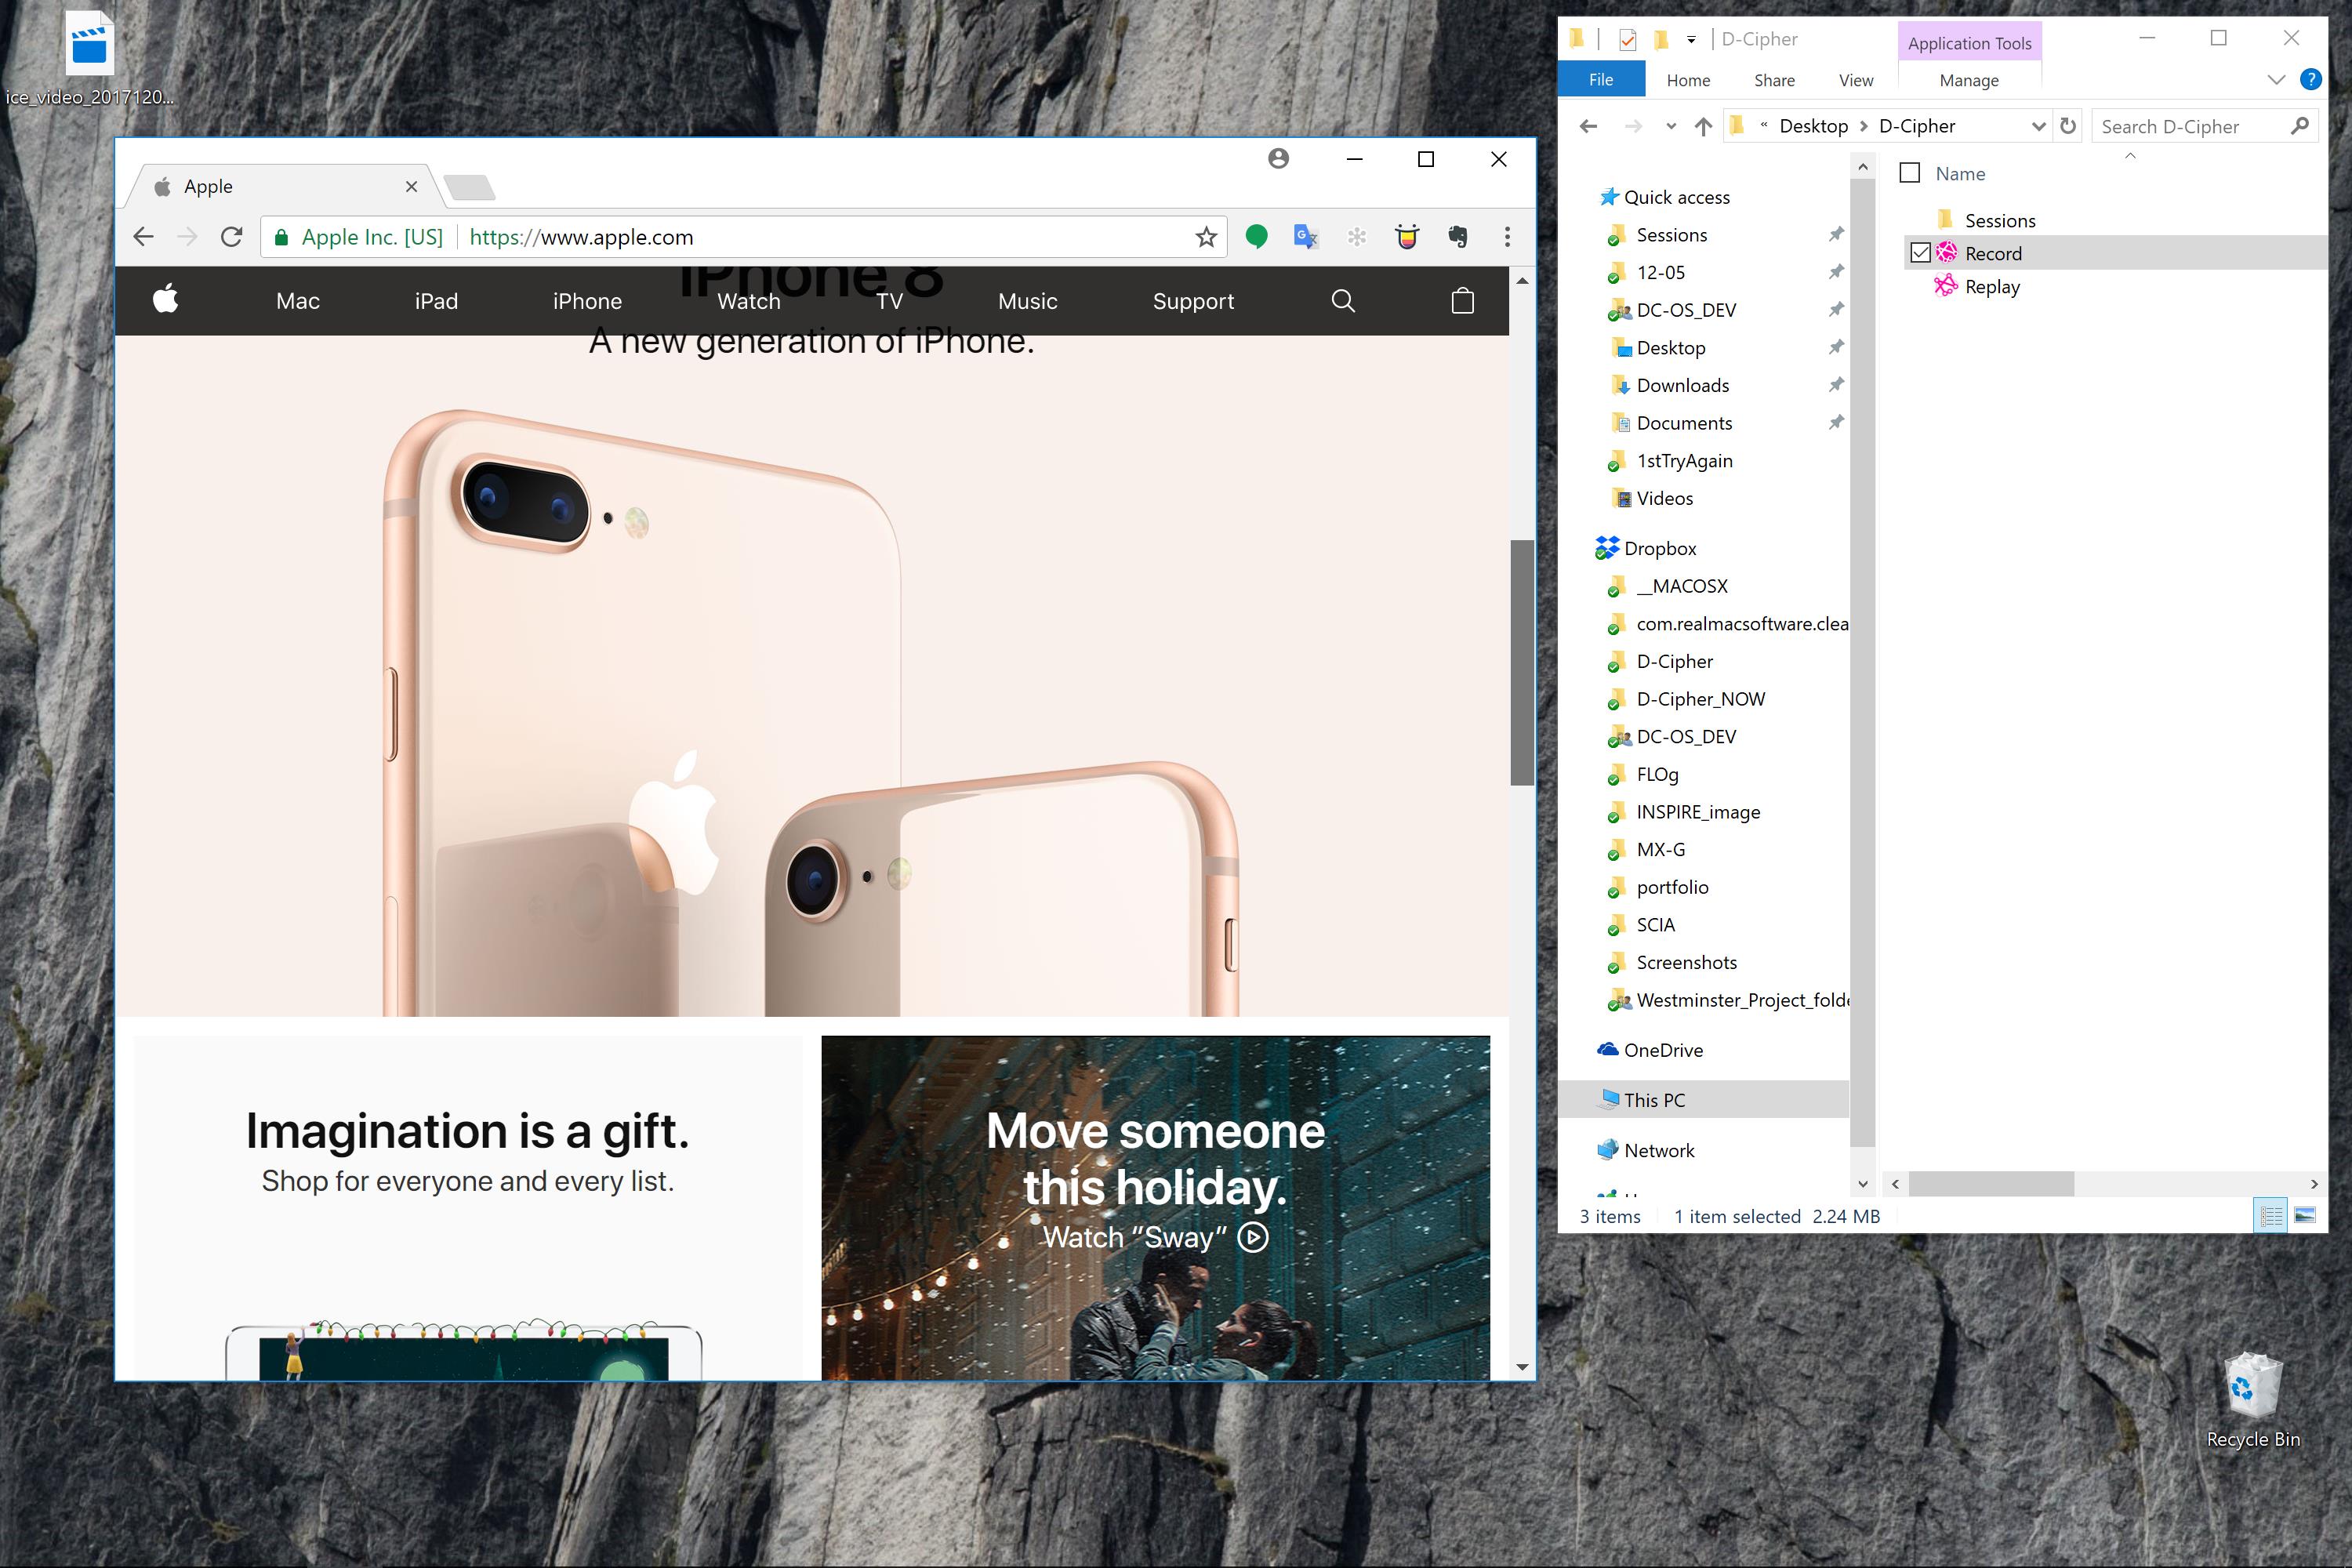 ice_video_2017120...
Apple
Apple Inc. [US]
https://www.apple.com
iPhone 8
Mac
iPad
iPhone
Watch
TV
Music
Support
A new generation of iPhone.
Imagination is a gift.
Shop for everyone and every list.
Move someone
this holiday.
Watch “Sway”
D-Cipher
Application Tools
File
Home
Share
View
Manage
« Desktop > D-Cipher
Search D-Cipher
Quick access
Sessions
12-05
DC-OS_DEV
Desktop
Downloads
Documents
1stTryAgain
Videos
Dropbox
__MACOSX
com.realmacsoftware.clea
D-Cipher
D-Cipher_NOW
DC-OS_DEV
FLOg
INSPIRE_image
MX-G
portfolio
SCIA
Screenshots
Westminster_Project_folde
OneDrive
This PC
Network
Name
Sessions
Record
Replay
3 items
1 item selected 2.24 MB
Recycle Bin